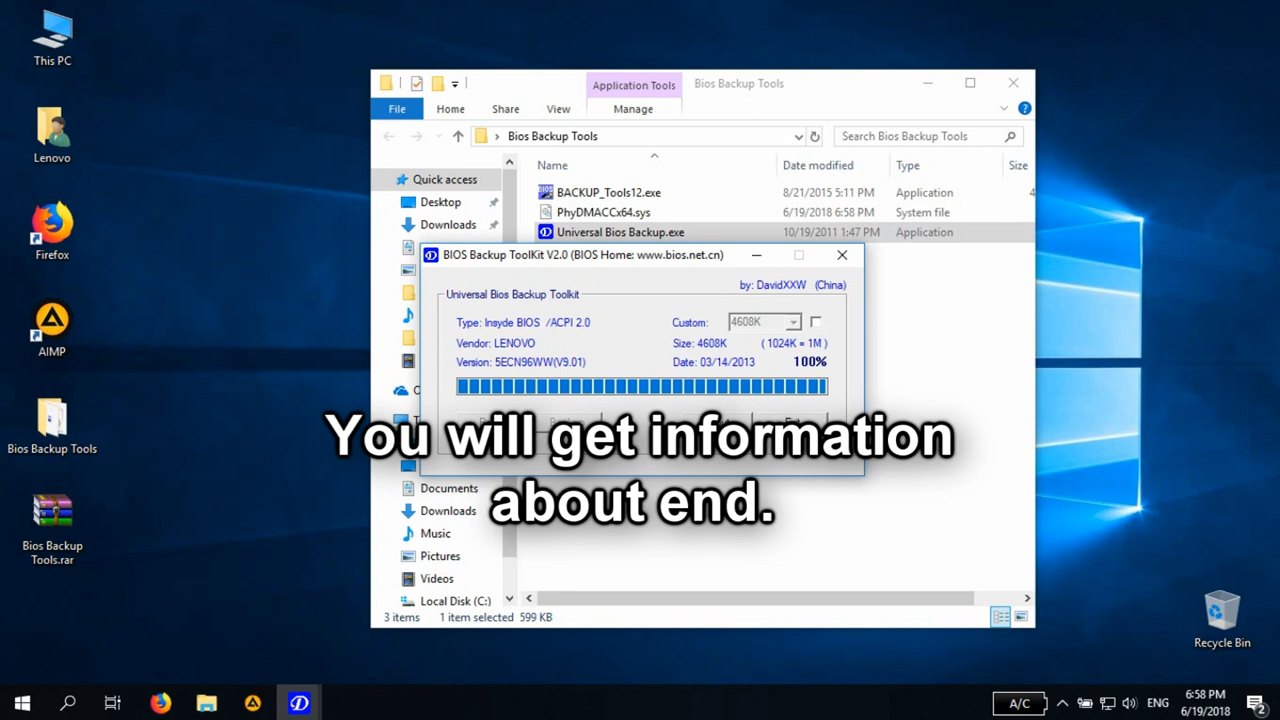 This PC
Lenovo
Firefox
AIMP
Bios Backup Tools
Bios Backup
Tools.rar
Application Tools
Bios Backup Tools
File
Home
Share
View
Manage
Bios Backup Tools
Search Bios Backup Tools
Name
Date modified
Type
Size
Quick access
Desktop
Downloads
BACKUP_Tools12.exe
8/21/2015 5:11 PM
Application
PhyDMACCx64.sys
6/19/2018 6:58 PM
System file
Universal Bios Backup.exe
10/19/2011 1:47 PM
Application
BIOS Backup ToolKit V2.0 (BIOS Home: www.bios.net.cn)
by: DavidXXW (China)
Universal Bios Backup Toolkit
Type: Insyde BIOS /ACPI 2.0
Custom:
4608K
Vendor: LENOVO
Size: 4608K
( 1024K = 1M )
Version: 5ECN96WW(V9.01)
Date: 03/14/2013
100%
You will get information
about end.
Documents
Downloads
Music
Pictures
Videos
Local Disk (C:)
3 items
1 item selected
599 KB
Recycle Bin
A/C
ENG
6:58 PM
6/19/2018
2